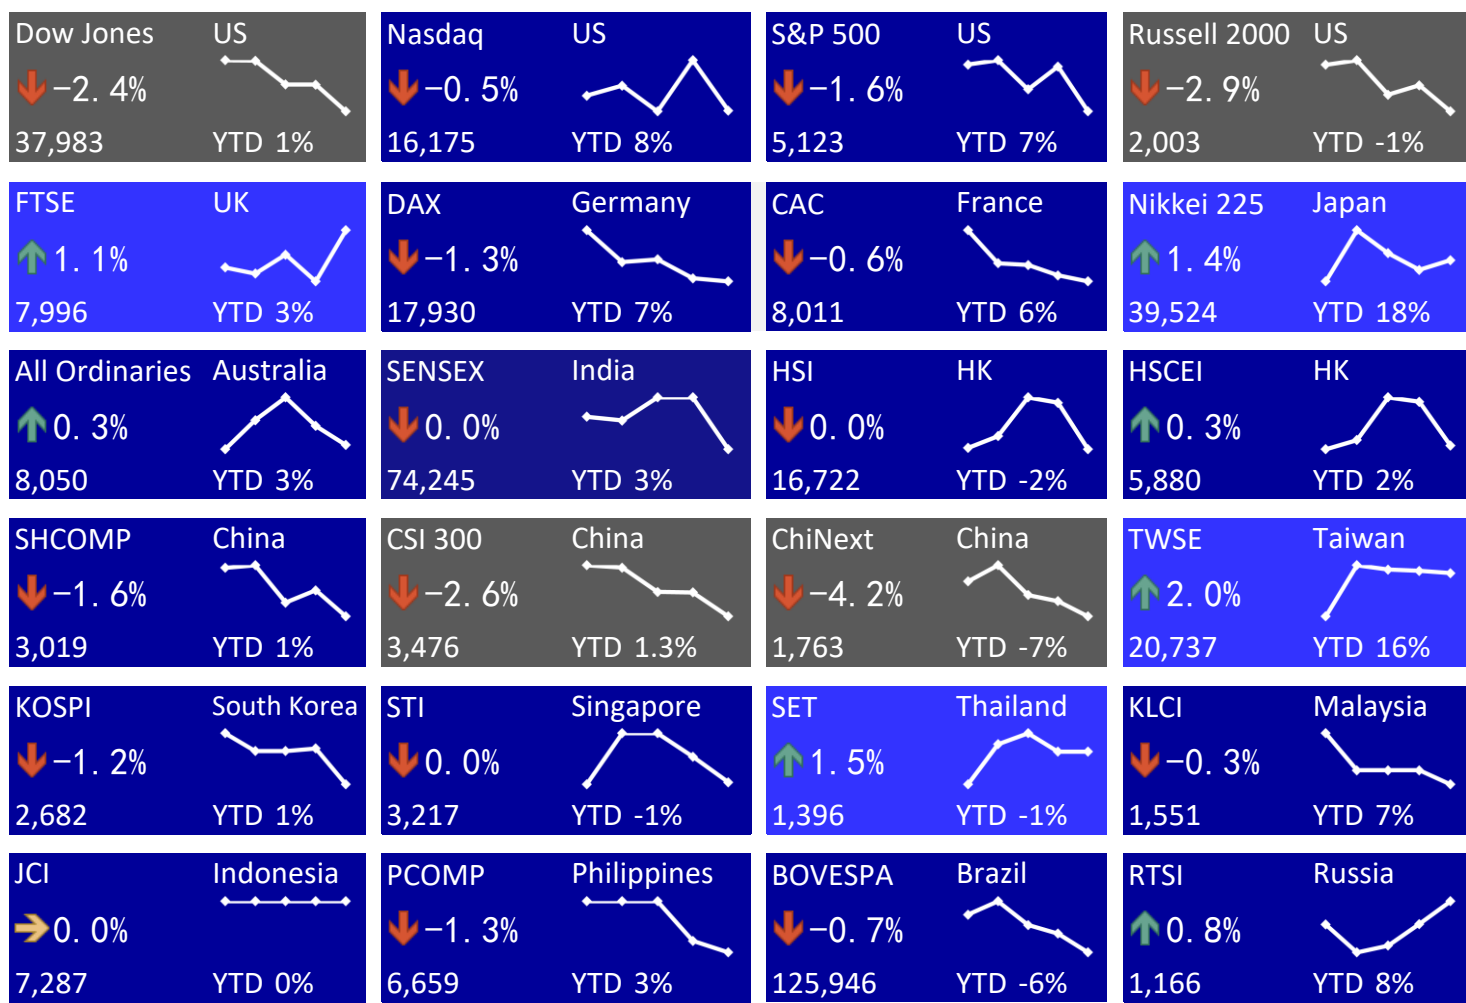 Dow Jones US
-2.4%
37,983 YTD 1%
Nasdaq US
-0.5%
16,175 YTD 8%
S&P 500 US
-1.6%
5,123 YTD 7%
Russell 2000 US
-2.9%
2,003 YTD -1%
FTSE UK
1.1%
7,996 YTD 3%
DAX Germany
-1.3%
17,930 YTD 7%
CAC France
-0.6%
8,011 YTD 6%
Nikkei 225 Japan
1.4%
39,524 YTD 18%
All Ordinaries Australia
0.3%
8,050 YTD 3%
SENSEX India
0.0%
74,245 YTD 3%
HSI HK
0.0%
16,722 YTD -2%
HSCEI HK
0.3%
5,880 YTD 2%
SHCOMP China
-1.6%
3,019 YTD 1%
CSI 300 China
-2.6%
3,476 YTD 1.3%
ChiNext China
-4.2%
1,763 YTD -7%
TWSE Taiwan
2.0%
20,737 YTD 16%
KOSPI South Korea
-1.2%
2,682 YTD 1%
STI Singapore
0.0%
3,217 YTD -1%
SET Thailand
1.5%
1,396 YTD -1%
KLCI Malaysia
-0.3%
1,551 YTD 7%
JCI Indonesia
0.0%
7,287 YTD 0%
PCOMP Philippines
-1.3%
6,659 YTD 3%
BOVESPA Brazil
-0.7%
125,946 YTD -6%
RTSI Russia
0.8%
1,166 YTD 8%